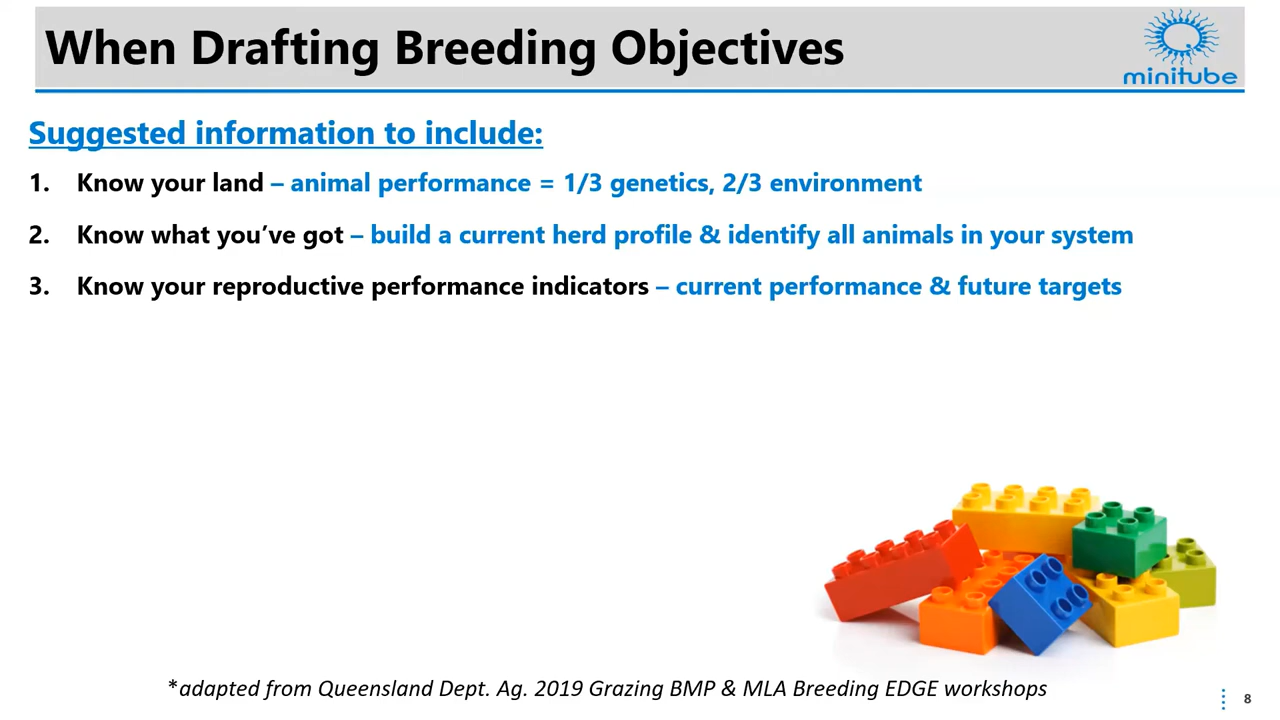 When Drafting Breeding Objectives
minitube
Suggested information to include:
1. Know your land – animal performance = 1/3 genetics, 2/3 environment
2. Know what you’ve got – build a current herd profile & identify all animals in your system
3. Know your reproductive performance indicators – current performance & future targets
*adapted from Queensland Dept. Ag. 2019 Grazing BMP & MLA Breeding EDGE workshops
8